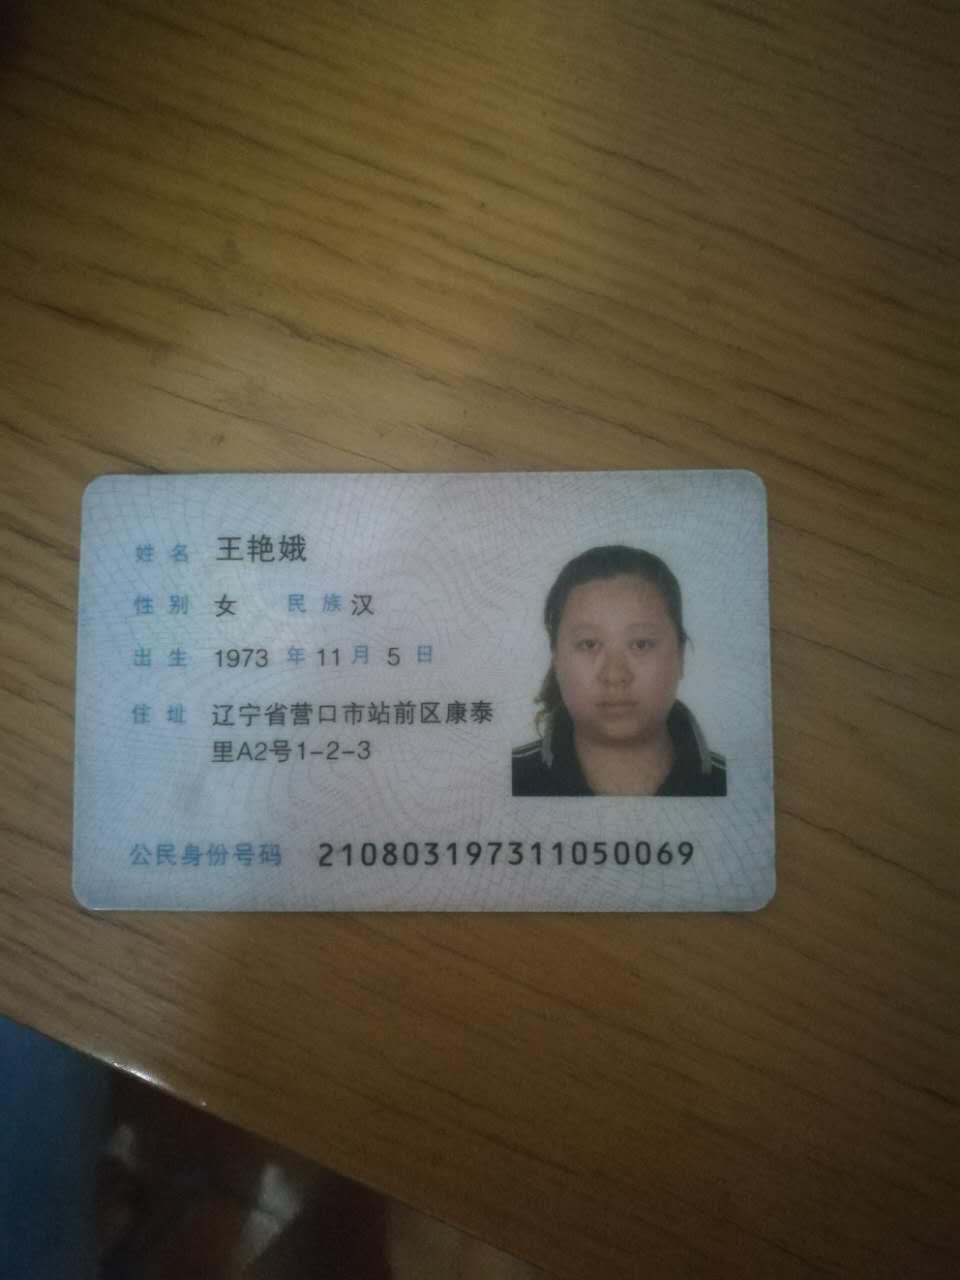 姓名 王艳娥
性别 女 民族 汉
出生 1973 年 11 月 5 日
住址 辽宁省营口市站前区康泰
里A2号1-2-3
公民身份号码 210803197311050069